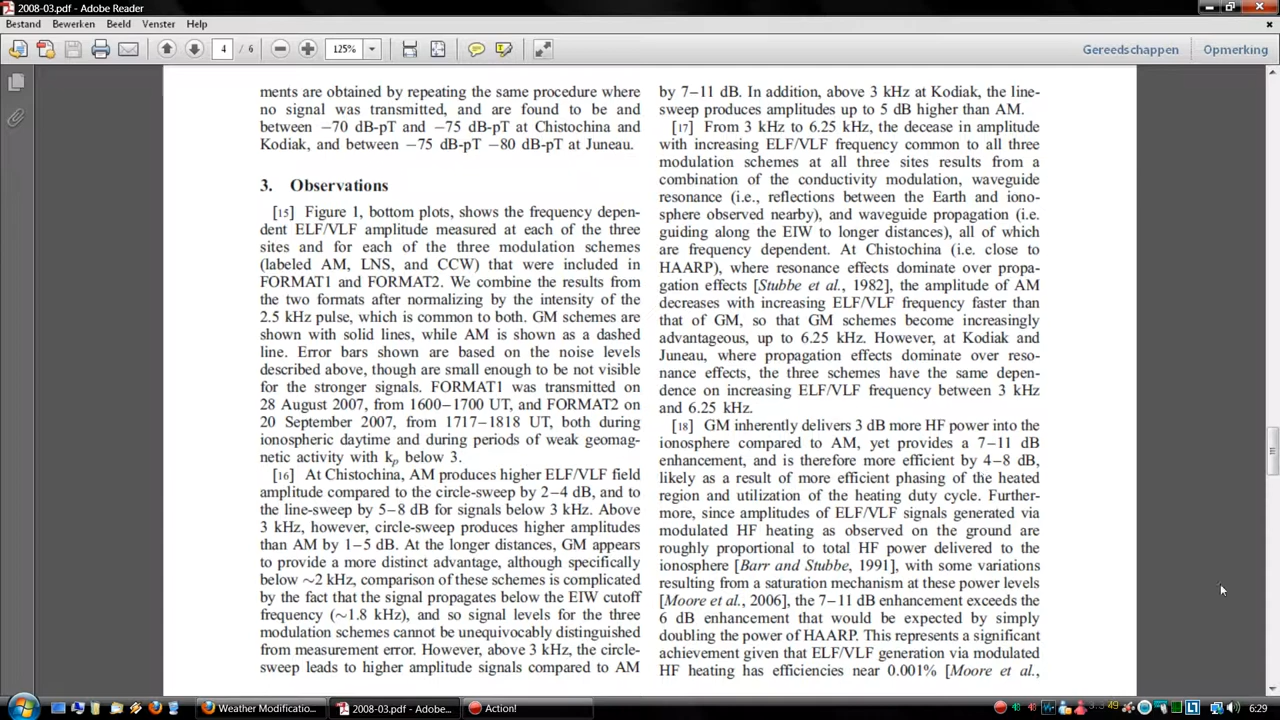 2008-03.pdf - Adobe Reader
Bestand Bewerken Beeld Venster Help
4 / 6 125% Gereedschappen Opmerking
ments are obtained by repeating the same procedure where
no signal was transmitted, and are found to be and
between −70 dB-pT and −75 dB-pT at Chistochina and
Kodiak, and between −75 dB-pT −80 dB-pT at Juneau.
3. Observations
[15] Figure 1, bottom plots, shows the frequency depen-
dent ELF/VLF amplitude measured at each of the three
sites and for each of the three modulation schemes
(labeled AM, LNS, and CCW) that were included in
FORMAT1 and FORMAT2. We combine the results from
the two formats after normalizing by the intensity of the
2.5 kHz pulse, which is common to both. GM schemes are
shown with solid lines, while AM is shown as a dashed
line. Error bars shown are based on the noise levels
described above, though are small enough to be not visible
for the stronger signals. FORMAT1 was transmitted on
28 August 2007, from 1600–1700 UT, and FORMAT2 on
20 September 2007, from 1717–1818 UT, both during
ionospheric daytime and during periods of weak geomag-
netic activity with kp below 3.
[16] At Chistochina, AM produces higher ELF/VLF field
amplitude compared to the circle-sweep by 2–4 dB, and to
the line-sweep by 5–8 dB for signals below 3 kHz. Above
3 kHz, however, circle-sweep produces higher amplitudes
than AM by 1–5 dB. At the longer distances, GM appears
to provide a more distinct advantage, although specifically
below ~2 kHz, comparison of these schemes is complicated
by the fact that the signal propagates below the EIW cutoff
frequency (~1.8 kHz), and so signal levels for the three
modulation schemes cannot be unequivocably distinguished
from measurement error. However, above 3 kHz, the circle-
sweep leads to higher amplitude signals compared to AM
by 7–11 dB. In addition, above 3 kHz at Kodiak, the line-
sweep produces amplitudes up to 5 dB higher than AM.
[17] From 3 kHz to 6.25 kHz, the decease in amplitude
with increasing ELF/VLF frequency common to all three
modulation schemes at all three sites results from a
combination of the conductivity modulation, waveguide
resonance (i.e., reflections between the Earth and iono-
sphere observed nearby), and waveguide propagation (i.e.
guiding along the EIW to longer distances), all of which
are frequency dependent. At Chistochina (i.e. close to
HAARP), where resonance effects dominate over propa-
gation effects [Stubbe et al., 1982], the amplitude of AM
decreases with increasing ELF/VLF frequency faster than
that of GM, so that GM schemes become increasingly
advantageous, up to 6.25 kHz. However, at Kodiak and
Juneau, where propagation effects dominate over reso-
nance effects, the three schemes have the same depen-
dence on increasing ELF/VLF frequency between 3 kHz
and 6.25 kHz.
[18] GM inherently delivers 3 dB more HF power into the
ionosphere compared to AM, yet provides a 7–11 dB
enhancement, and is therefore more efficient by 4–8 dB,
likely as a result of more efficient phasing of the heated
region and utilization of the heating duty cycle. Further-
more, since amplitudes of ELF/VLF signals generated via
modulated HF heating as observed on the ground are
roughly proportional to total HF power delivered to the
ionosphere [Barr and Stubbe, 1991], with some variations
resulting from a saturation mechanism at these power levels
[Moore et al., 2006], the 7–11 dB enhancement exceeds the
6 dB enhancement that would be expected by simply
doubling the power of HAARP. This represents a significant
achievement given that ELF/VLF generation via modulated
HF heating has efficiencies near 0.001% [Moore et al.,
Weather Modificatio... 2008-03.pdf - Adob... Action! 6:29